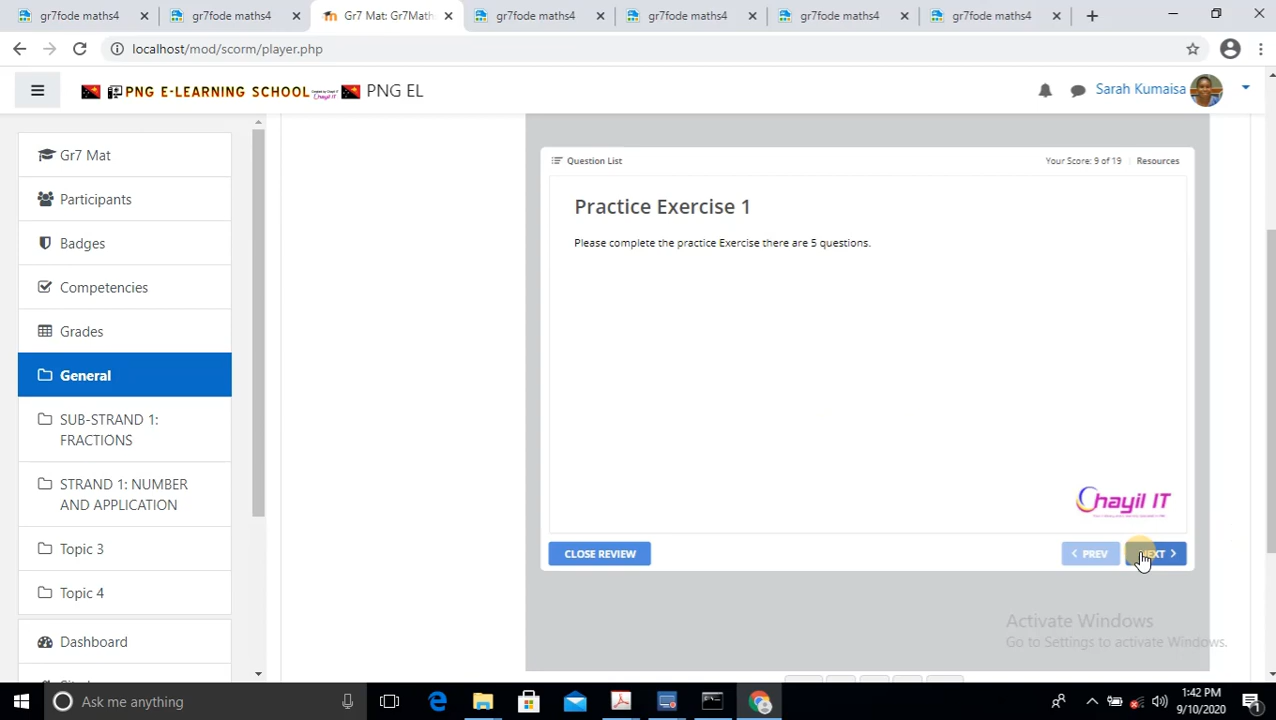 gr7fode maths4
gr7fode maths4
Gr7 Mat: Gr7Math
gr7fode maths4
gr7fode maths4
gr7fode maths4
gr7fode maths4
localhost/mod/scorm/player.php
PNG E-LEARNING SCHOOL
Chayil IT
PNG EL
Sarah Kumaisa
Gr7 Mat
Participants
Badges
Competencies
Grades
General
SUB-STRAND 1:
FRACTIONS
STRAND 1: NUMBER
AND APPLICATION
Topic 3
Topic 4
Dashboard
Question List
Your Score: 9 of 19
Resources
Practice Exercise 1
Please complete the practice Exercise there are 5 questions.
Chayil IT
CLOSE REVIEW
PREV
NEXT
Activate Windows
Go to Settings to activate Windows.
Ask me anything
1:42 PM
9/10/2020
1